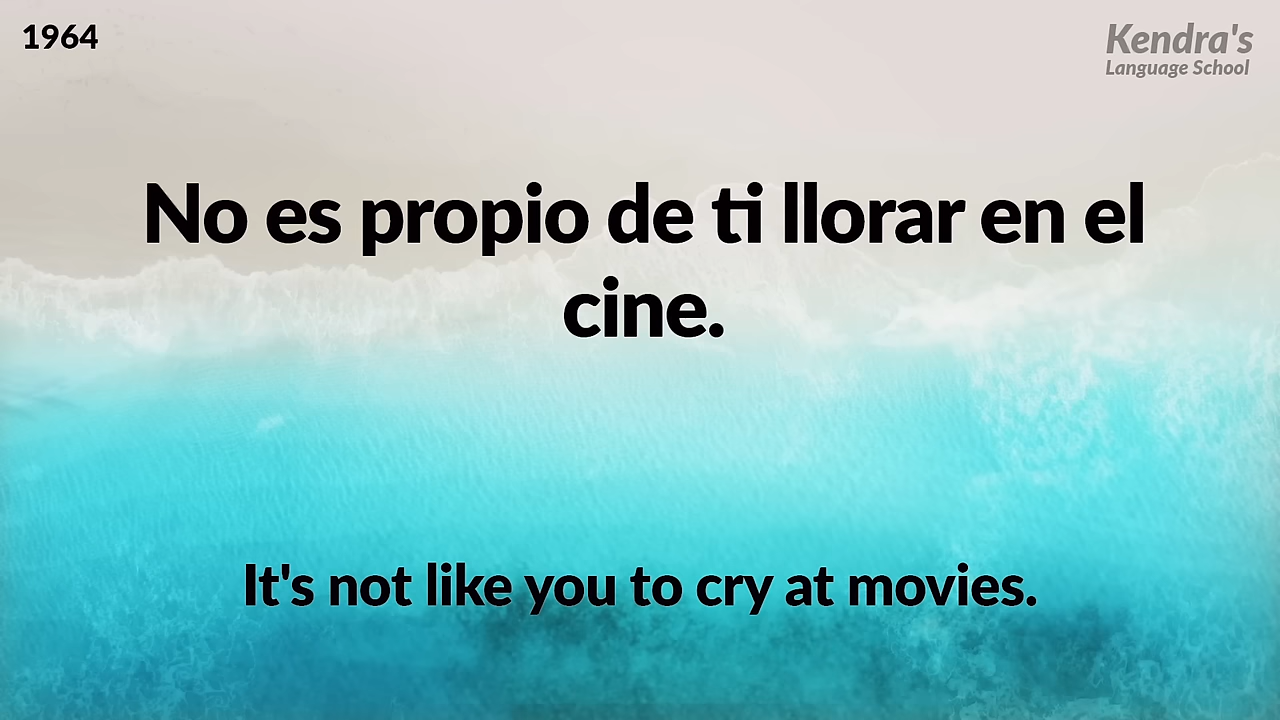 1964
Kendra's
Language School
No es propio de ti llorar en el
cine.
It's not like you to cry at movies.